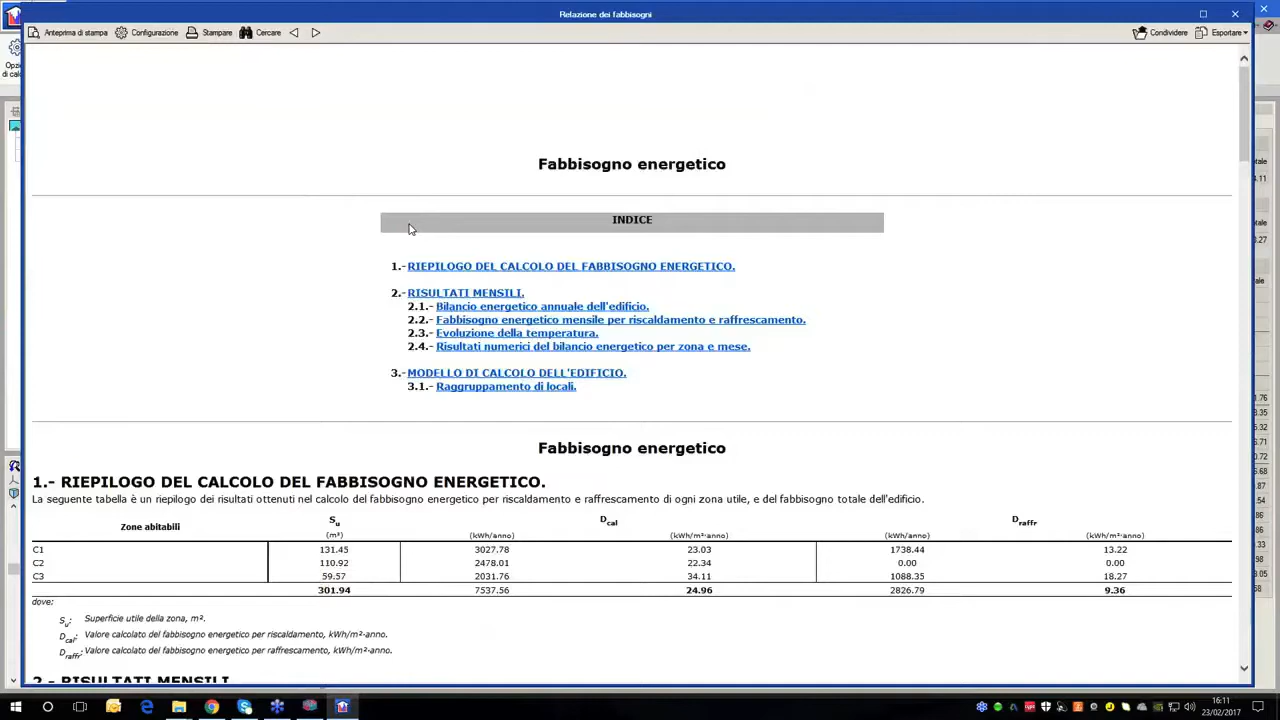 Relazione dei fabbisogni
Anteprima di stampa Configurazione Stampare Cercare Condividere Esportare
Fabbisogno energetico
INDICE
1.- RIEPILOGO DEL CALCOLO DEL FABBISOGNO ENERGETICO.
2.- RISULTATI MENSILI.
2.1.- Bilancio energetico annuale dell'edificio.
2.2.- Fabbisogno energetico mensile per riscaldamento e raffrescamento.
2.3.- Evoluzione della temperatura.
2.4.- Risultati numerici del bilancio energetico per zona e mese.
3.- MODELLO DI CALCOLO DELL'EDIFICIO.
3.1.- Raggruppamento di locali.
Fabbisogno energetico
1.- RIEPILOGO DEL CALCOLO DEL FABBISOGNO ENERGETICO.
La seguente tabella è un riepilogo dei risultati ottenuti nel calcolo del fabbisogno energetico per riscaldamento e raffrescamento di ogni zona utile, e del fabbisogno totale dell'edificio.
Zone abitabili Su Dcal Draffr
(m²) (kWh/anno) (kWh/m²·anno) (kWh/anno) (kWh/m²·anno)
C1 131.45 3027.78 23.03 1738.44 13.22
C2 110.92 2478.01 22.34 0.00 0.00
C3 59.57 2031.76 34.11 1088.35 18.27
301.94 7537.56 24.96 2826.79 9.36
dove:
Su: Superficie utile della zona, m².
Dcal: Valore calcolato del fabbisogno energetico per riscaldamento, kWh/m²·anno.
Draffr: Valore calcolato del fabbisogno energetico per raffrescamento, kWh/m²·anno.
2.- RISULTATI MENSILI.
16:11
23/02/2017